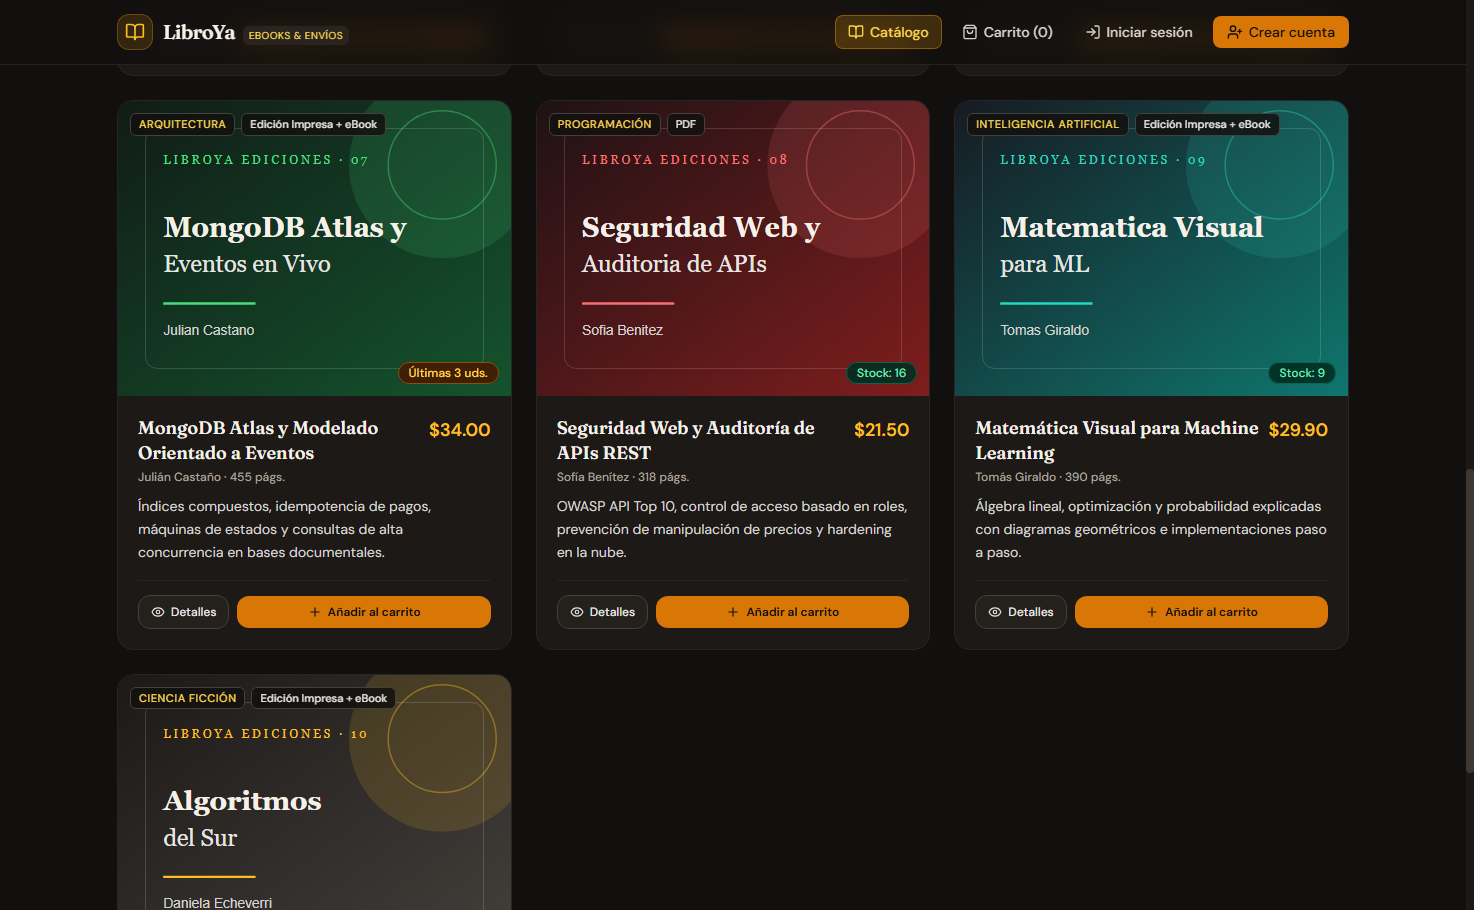 LibroYa EBOOKS & ENVÍOS
Catálogo
Carrito (0)
Iniciar sesión
Crear cuenta
ARQUITECTURA
Edición Impresa + eBook
LIBROYA EDICIONES · 07
MongoDB Atlas y
Eventos en Vivo
Julian Castano
Últimas 3 uds.
MongoDB Atlas y Modelado
Orientado a Eventos
$34.00
Julián Castaño · 455 págs.
Índices compuestos, idempotencia de pagos,
máquinas de estados y consultas de alta
concurrencia en bases documentales.
Detalles
Añadir al carrito
PROGRAMACIÓN
PDF
LIBROYA EDICIONES · 08
Seguridad Web y
Auditoria de APIs
Sofia Benitez
Stock: 16
Seguridad Web y Auditoría de
APIs REST
$21.50
Sofía Benítez · 318 págs.
OWASP API Top 10, control de acceso basado en roles,
prevención de manipulación de precios y hardening
en la nube.
Detalles
Añadir al carrito
INTELIGENCIA ARTIFICIAL
Edición Impresa + eBook
LIBROYA EDICIONES · 09
Matematica Visual
para ML
Tomas Giraldo
Stock: 9
Matemática Visual para Machine
Learning
$29.90
Tomás Giraldo · 390 págs.
Álgebra lineal, optimización y probabilidad explicadas
con diagramas geométricos e implementaciones paso
a paso.
Detalles
Añadir al carrito
CIENCIA FICCIÓN
Edición Impresa + eBook
LIBROYA EDICIONES · 10
Algoritmos
del Sur
Daniela Echeverri